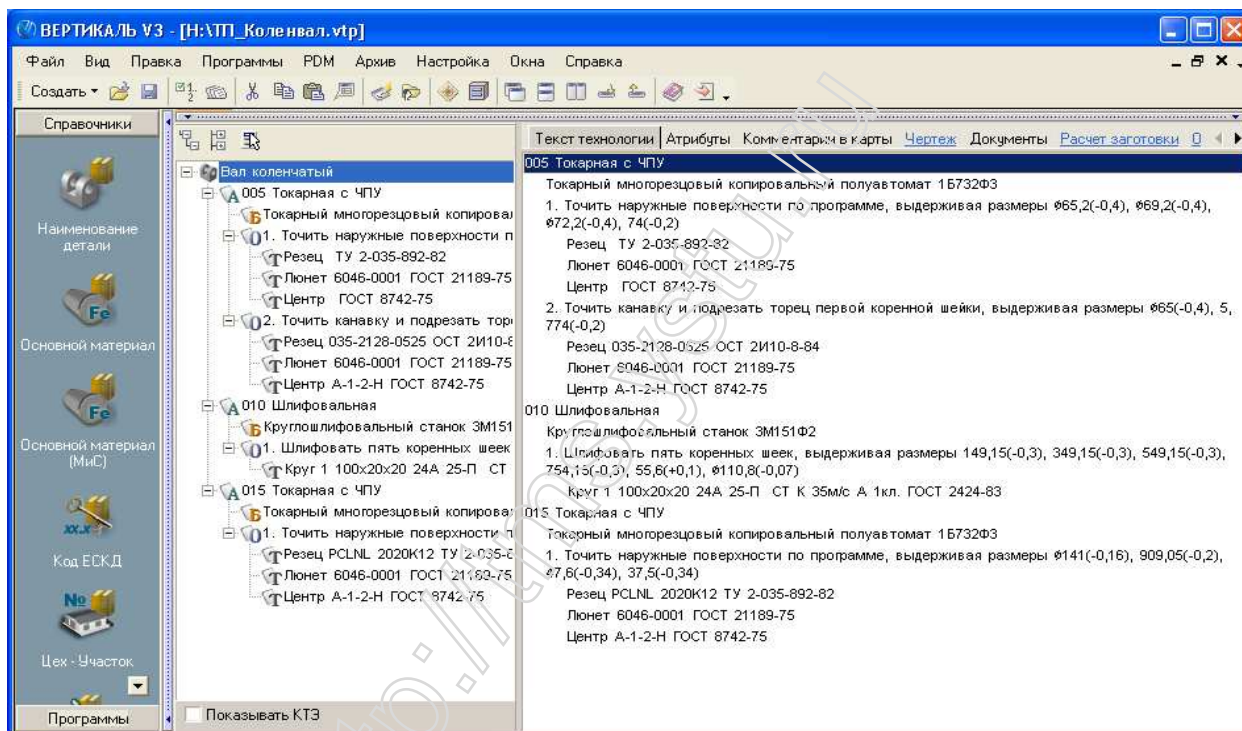 ВЕРТИКАЛЬ V3 - [H:\ТП_Коленвал.vtp]
Файл Вид Правка Программы PDM Архив Настройка Окна Справка
Создать
Справочники
Наименование
детали
Основной материал
Основной материал
(МиС)
Код ЕСКД
Цех - Участок
Программы
Вал коленчатый
005 Токарная с ЧПУ
Токарный многорезцовый копировал
1. Точить наружные поверхности п
Резец ТУ 2-035-892-82
Люнет 6046-0001 ГОСТ 21189-75
Центр ГОСТ 8742-75
2. Точить канавку и подрезать торе
Резец 035-2128-0525 ОСТ 2И10-8
Люнет 6046-0001 ГОСТ 21189-75
Центр А-1-2-Н ГОСТ 8742-75
010 Шлифовальная
Круглошлифовальный станок 3М151
1. Шлифовать пять коренных шеек
Круг 1 100x20x20 24А 25-П СТ
015 Токарная с ЧПУ
Токарный многорезцовый копирова
1. Точить наружные поверхности п
Резец PCLNL 2020K12 ТУ 2-035-8
Люнет 6046-0001 ГОСТ 21189-75
Центр А-1-2-Н ГОСТ 8742-75
Показывать КТЭ
Текст технологии Атрибуты Комментарии в карты Чертеж Документы Расчет заготовки О
005 Токарная с ЧПУ
Токарный многорезцовый копировальный полуавтомат 1Б732Ф3
1. Точить наружные поверхности по программе, выдерживая размеры ø65,2(-0,4), ø69,2(-0,4),
ø72,2(-0,4), 74(-0,2)
Резец ТУ 2-035-892-82
Люнет 6046-0001 ГОСТ 21189-75
Центр ГОСТ 8742-75
2. Точить канавку и подрезать торец первой коренной шейки, выдерживая размеры ø65(-0,4), 5,
774(-0,2)
Резец 035-2128-0525 ОСТ 2И10-8-84
Люнет 6046-0001 ГОСТ 21189-75
Центр А-1-2-Н ГОСТ 8742-75
010 Шлифовальная
Круглошлифовальный станок 3М151Ф2
1. Шлифовать пять коренных шеек, выдерживая размеры 149,15(-0,3), 349,15(-0,3), 549,15(-0,3),
754,15(-0,3), 55,6(+0,1), ø110,8(-0,07)
Круг 1 100x20x20 24А 25-П СТ К 35м/с А 1кл. ГОСТ 2424-83
015 Токарная с ЧПУ
Токарный многорезцовый копировальный полуавтомат 1Б732Ф3
1. Точить наружные поверхности по программе, выдерживая размеры ø141(-0,16), 909,05(-0,2),
47,6(-0,34), 37,5(-0,34)
Резец PCLNL 2020K12 ТУ 2-035-892-82
Люнет 6046-0001 ГОСТ 21189-75
Центр А-1-2-Н ГОСТ 8742-75